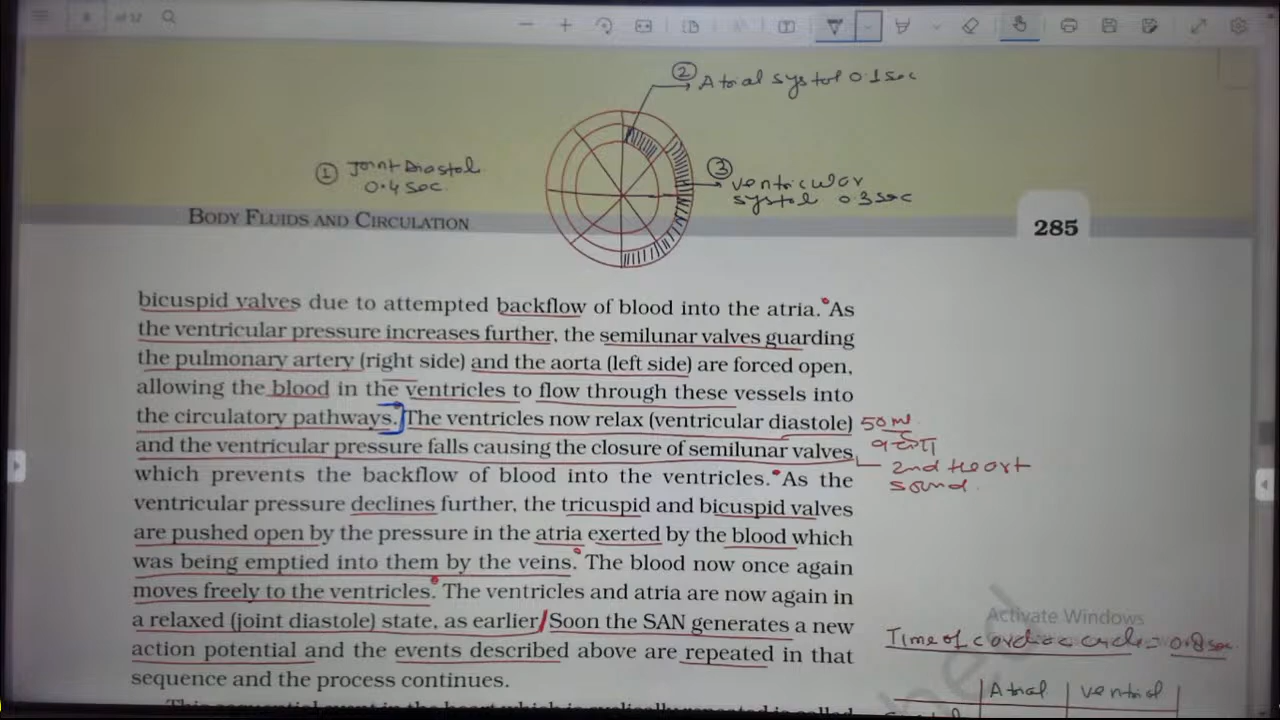 8 of 12
② Atrial systol 0.1sec
① Joint Diastol
0.4 sec.
③ ventricular
systol 0.3sec
BODY FLUIDS AND CIRCULATION
285
bicuspid valves due to attempted backflow of blood into the atria. As
the ventricular pressure increases further, the semilunar valves guarding
the pulmonary artery (right side) and the aorta (left side) are forced open,
allowing the blood in the ventricles to flow through these vessels into
the circulatory pathways. The ventricles now relax (ventricular diastole)
50ml
and the ventricular pressure falls causing the closure of semilunar valves
2nd Heart
sound.
which prevents the backflow of blood into the ventricles. As the
ventricular pressure declines further, the tricuspid and bicuspid valves
are pushed open by the pressure in the atria exerted by the blood which
was being emptied into them by the veins. The blood now once again
moves freely to the ventricles. The ventricles and atria are now again in
a relaxed (joint diastole) state, as earlier/Soon the SAN generates a new
action potential and the events described above are repeated in that
sequence and the process continues.
Activate Windows
Time of cardiac cycle = 0.8 sec.
Atrial ventrial